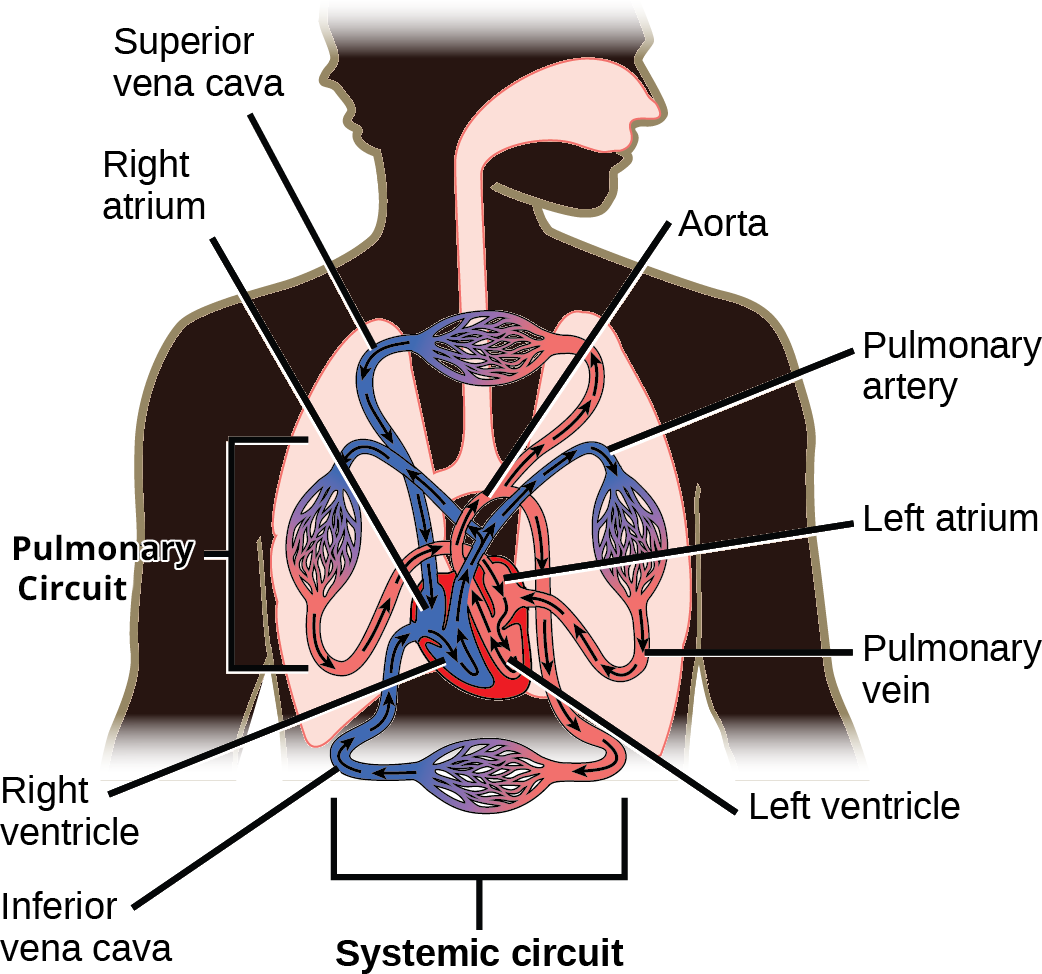 Superior
vena cava
Right
atrium
Aorta
Pulmonary
artery
Left atrium
Pulmonary
Circuit
Pulmonary
vein
Right
ventricle
Left ventricle
Inferior
vena cava
Systemic circuit